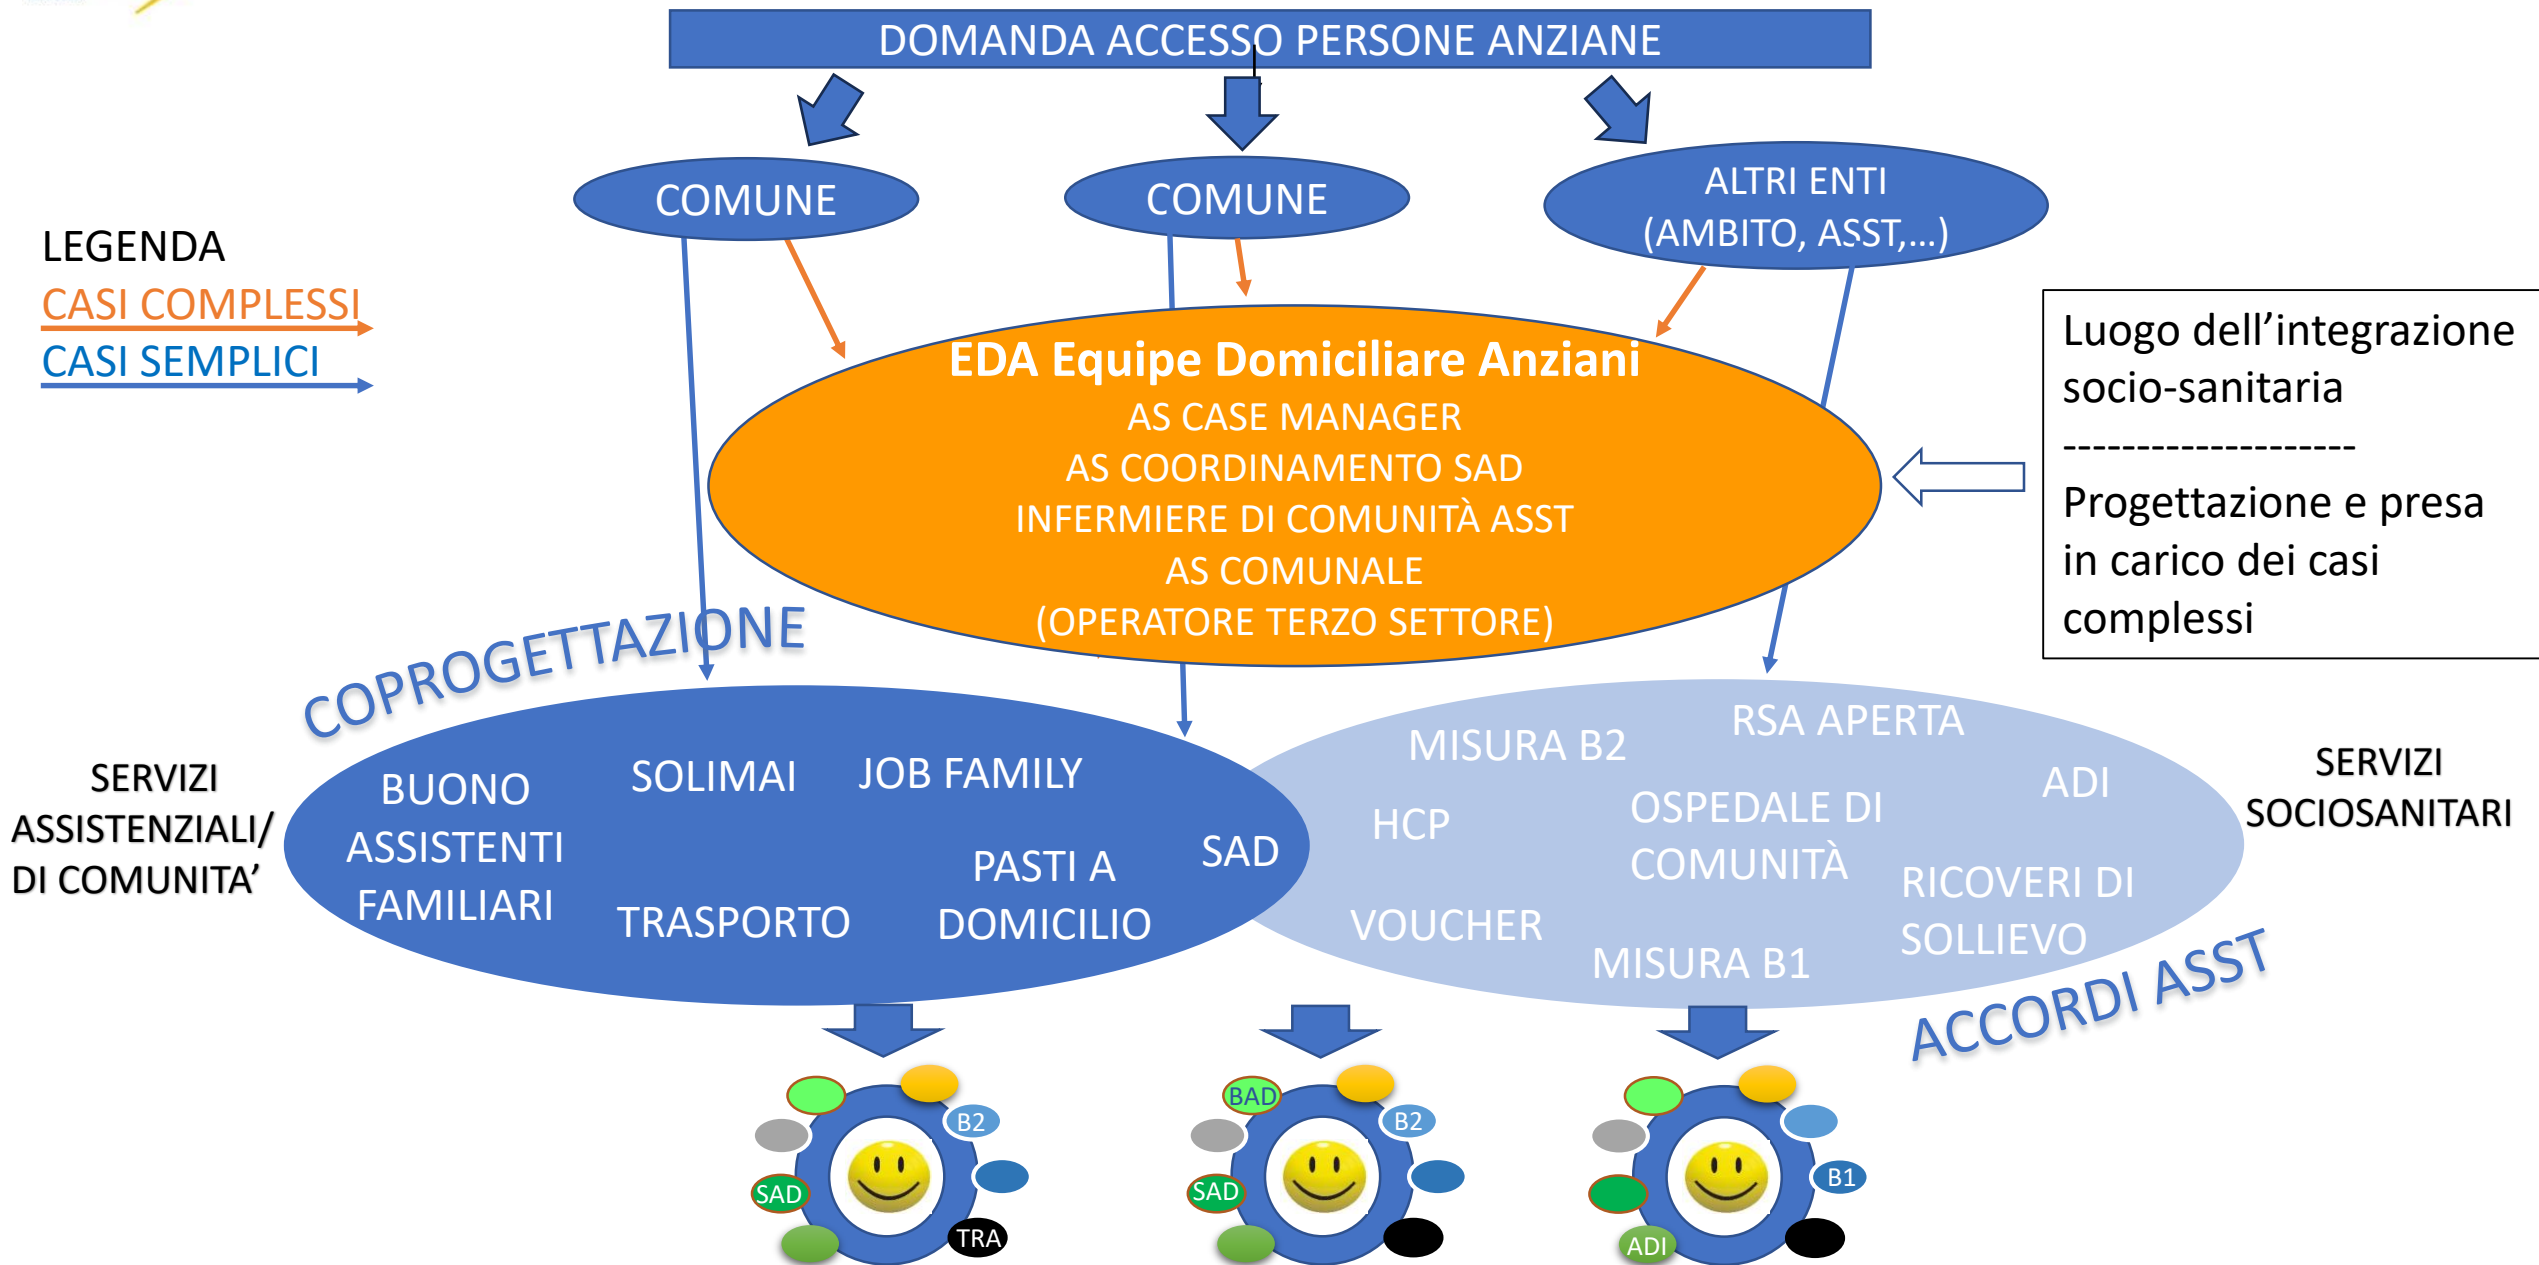 DOMANDA ACCESSO PERSONE ANZIANE
COMUNE
COMUNE
ALTRI ENTI
(AMBITO, ASST,...)
LEGENDA
CASI COMPLESSI
CASI SEMPLICI
EDA Equipe Domiciliare Anziani
AS CASE MANAGER
AS COORDINAMENTO SAD
INFERMIERE DI COMUNITÀ ASST
AS COMUNALE
(OPERATORE TERZO SETTORE)
Luogo dell’integrazione
socio-sanitaria
--------------------
Progettazione e presa
in carico dei casi
complessi
COPROGETTAZIONE
SERVIZI
ASSISTENZIALI/
DI COMUNITA’
BUONO
ASSISTENTI
FAMILIARI
SOLIMAI
JOB FAMILY
TRASPORTO
PASTI A
DOMICILIO
SAD
MISURA B2
RSA APERTA
HCP
OSPEDALE DI
COMUNITÀ
ADI
VOUCHER
MISURA B1
RICOVERI DI
SOLLIEVO
SERVIZI
SOCIOSANITARI
ACCORDI ASST
B2
SAD
TRA
BAD
B2
SAD
B1
ADI